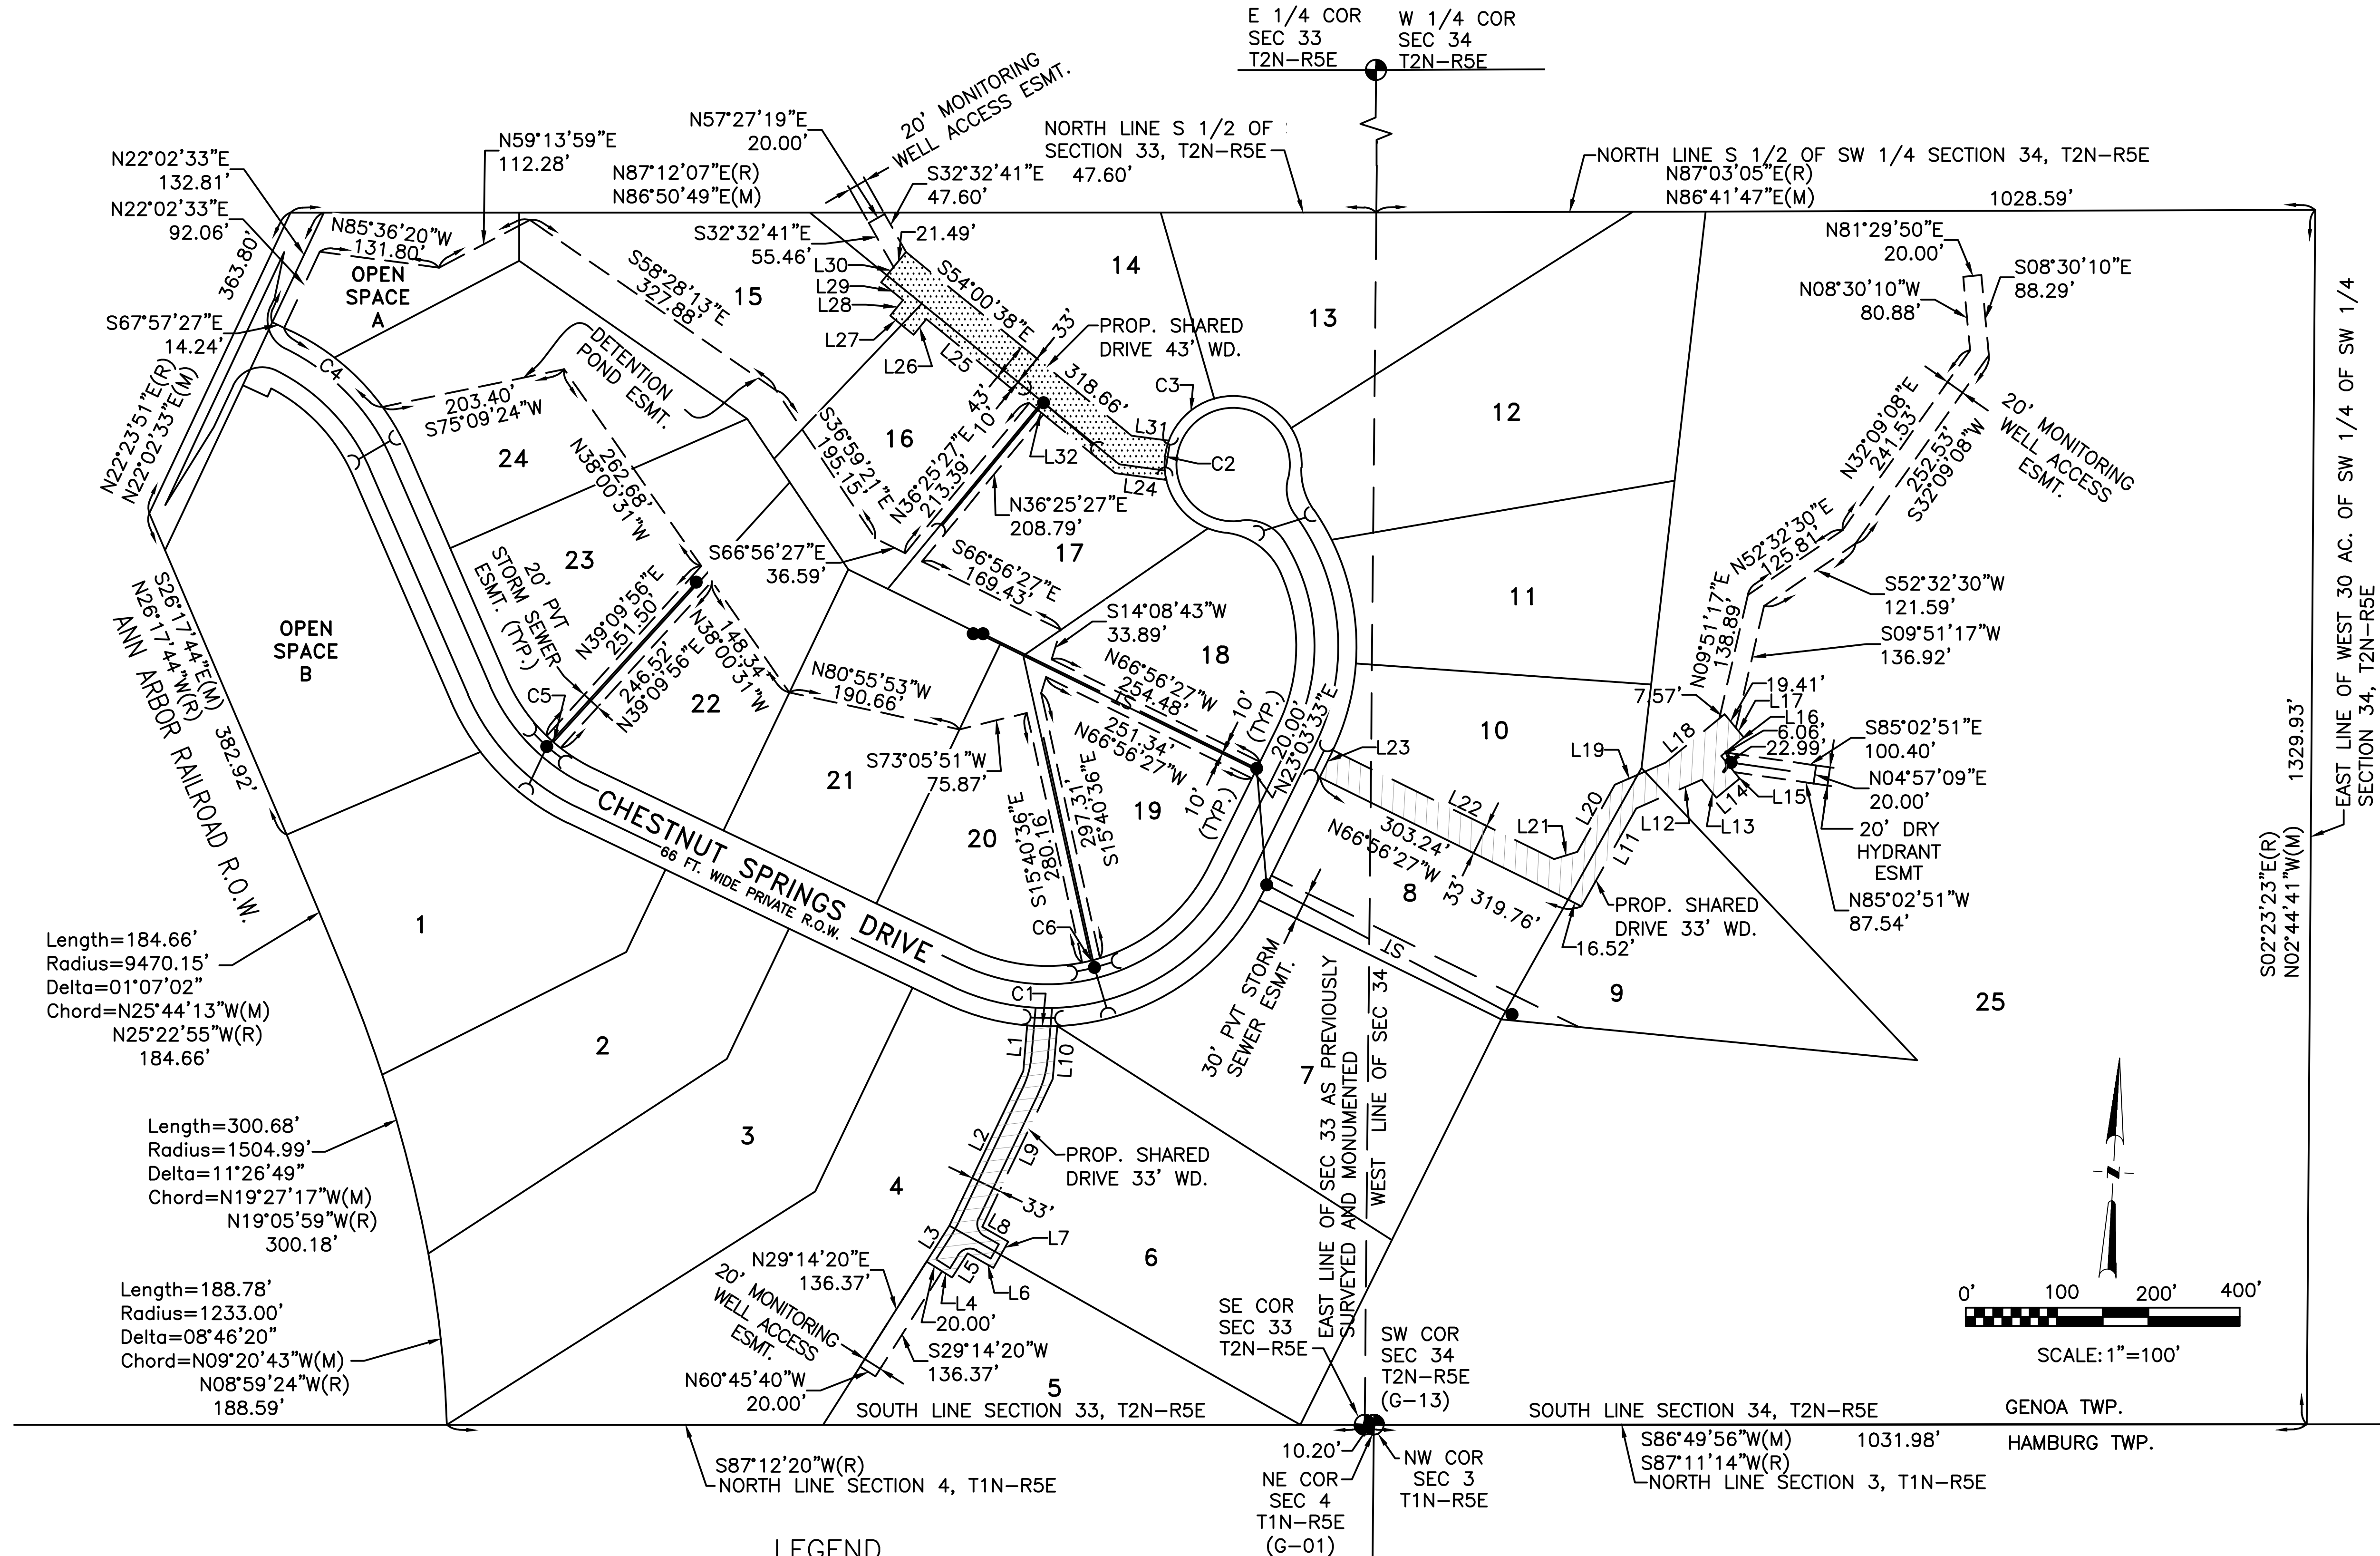 E 1/4 COR
SEC 33
T2N-R5E
W 1/4 COR
SEC 34
T2N-R5E
20' MONITORING
WELL ACCESS ESMT.
N57°27'19"E
20.00'
NORTH LINE S 1/2 OF
SECTION 33, T2N-R5E
47.60'
S32°32'41"E
47.60'
NORTH LINE S 1/2 OF SW 1/4 SECTION 34, T2N-R5E
N87°03'05"E(R)
N86°41'47"E(M)
1028.59'
N59°13'59"E
112.28'
N87°12'07"E(R)
N86°50'49"E(M)
N22°02'33"E
132.81'
N22°02'33"E
92.06'
N85°36'20"W
131.80'
363.80'
OPEN
SPACE
A
S67°57'27"E
14.24'
N22°23'51"E(R)
N22°02'33"E(M)
C4
S32°32'41"E
55.46'
21.49'
L30
L29
L28
L27
L26
L25
S54°00'38"E
318.66'
S58°28'13"E
327.88'
15
14
13
33'
43'
10'
PROP. SHARED
DRIVE 43' WD.
C3
L31
C2
L24
L32
DETENTION
POND ESMT.
203.40'
S75°09'24"W
24
262.68'
N38°00'31"W
S36°59'21"E
195.15'
16
N36°25'27"E
213.39'
N36°25'27"E
208.79'
12
N81°29'50"E
20.00'
N08°30'10"W
80.88'
S08°30'10"E
88.29'
N32°09'08"E
241.53'
252.53'
S32°09'08"W
20' MONITORING
WELL ACCESS
ESMT.
EAST LINE OF WEST 30 AC. OF SW 1/4 OF SW 1/4
SECTION 34, T2N-R5E
23
20' PVT
STORM SEWER
ESMT. (TYP.)
N39°09'56"E
251.50'
246.52'
N39°09'56"E
S66°56'27"E
36.59'
17
S66°56'27"E
169.43'
11
N52°32'30"E
125.81'
S52°32'30"W
121.59'
N09°51'17"E
138.89'
S09°51'17"W
136.92'
S26°17'44"E(M)
N26°17'44"W(R)
382.92'
ANN ARBOR RAILROAD R.O.W.
OPEN
SPACE
B
C5
22
148.34'
N38°00'31"W
N80°55'53"W
190.66'
S14°08'43"W
33.89'
18
N66°56'27"W
254.48'
ST
251.34'
N66°56'27"W
10'
(TYP.)
20.00'
N23°03'33"E
10'
(TYP.)
S73°05'51"W
75.87'
21
20
19
S15°40'36"E
280.16'
297.31'
S15°40'36"E
C6
10
7.57'
19.41'
L17
L16
6.06'
22.99'
S85°02'51"E
100.40'
N04°57'09"E
20.00'
L19
L18
L15
L14
L13
L12
L11
L20
L21
L22
L23
20' DRY
HYDRANT
ESMT
N85°02'51"W
87.54'
303.24'
N66°56'27"W
319.76'
33'
8
PROP. SHARED
DRIVE 33' WD.
16.52'
1329.93'
S02°23'23"E(R)
N02°44'41"W(M)
CHESTNUT SPRINGS DRIVE
66 FT. WIDE PRIVATE R.O.W.
1
Length=184.66'
Radius=9470.15'
Delta=01°07'02"
Chord=N25°44'13"W(M)
N25°22'55"W(R)
184.66'
2
3
C1
L1
L10
ST
30' PVT STORM
SEWER ESMT.
9
25
7
EAST LINE OF SEC 33 AS PREVIOUSLY
SURVEYED AND MONUMENTED
WEST LINE OF SEC 34
Length=300.68'
Radius=1504.99'
Delta=11°26'49"
Chord=N19°27'17"W(M)
N19°05'59"W(R)
300.18'
L2
L9
PROP. SHARED
DRIVE 33' WD.
4
33'
L3
L8
L7
L5
L6
L4
20.00'
6
N29°14'20"E
136.37'
20' MONITORING
WELL ACCESS
ESMT.
S29°14'20"W
136.37'
N60°45'40"W
20.00'
5
Length=188.78'
Radius=1233.00'
Delta=08°46'20"
Chord=N09°20'43"W(M)
N08°59'24"W(R)
188.59'
SE COR
SEC 33
T2N-R5E
SW COR
SEC 34
T2N-R5E
(G-13)
N
0' 100 200' 400'
SCALE: 1"=100'
SOUTH LINE SECTION 33, T2N-R5E
SOUTH LINE SECTION 34, T2N-R5E
GENOA TWP.
HAMBURG TWP.
S87°12'20"W(R)
NORTH LINE SECTION 4, T1N-R5E
10.20'
NE COR
SEC 4
T1N-R5E
(G-01)
NW COR
SEC 3
T1N-R5E
S86°49'56"W(M)
1031.98'
S87°11'14"W(R)
NORTH LINE SECTION 3, T1N-R5E
LEGEND